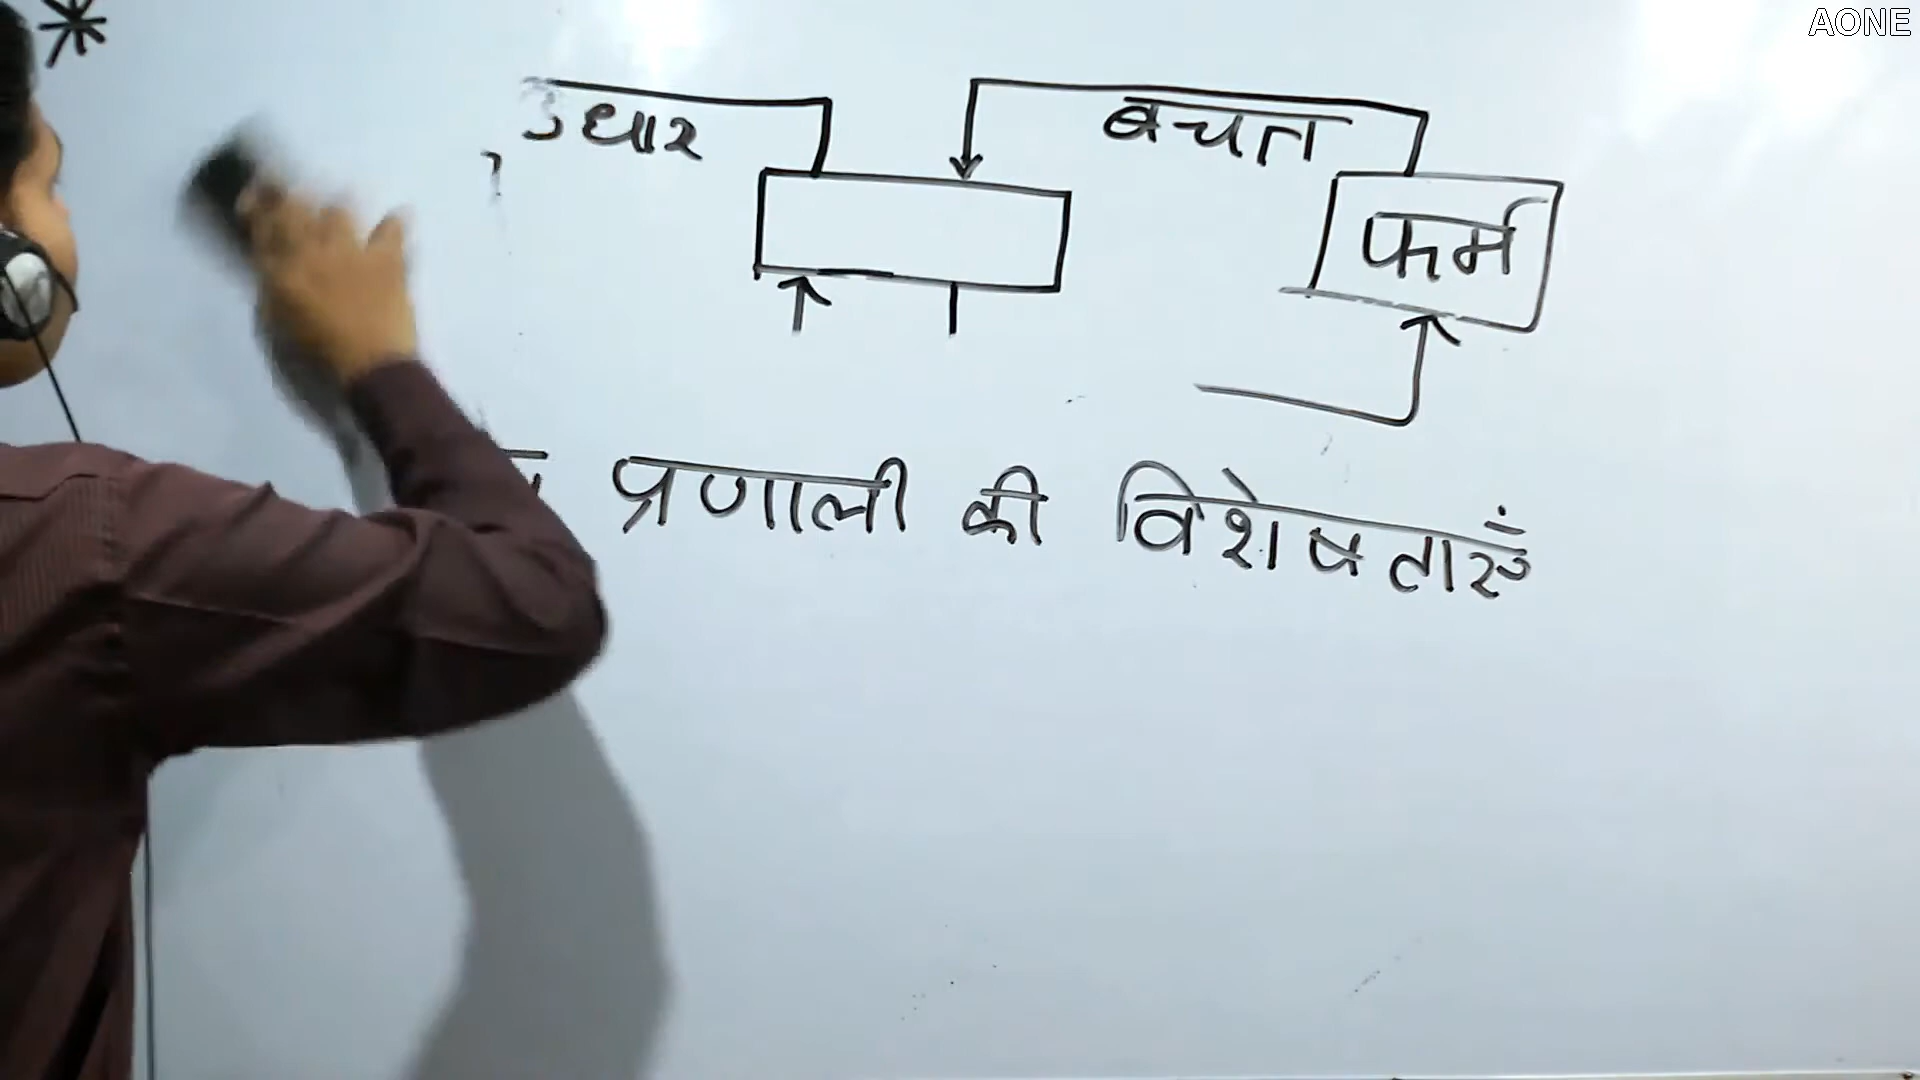 AONE
उधार बचत
फर्म
प्रणाली की विशेषताएँ